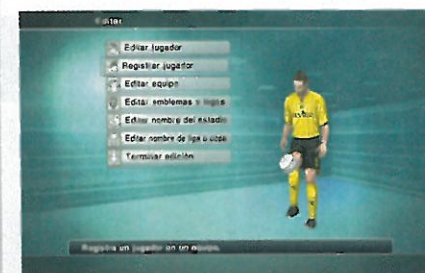 Editar
Editar jugador
Registrar jugador
Editar equipo
Editar emblemas y logos
Editar nombre del estadio
Editar nombre de liga o copa
Terminar edición
Registra un jugador en un equipo.